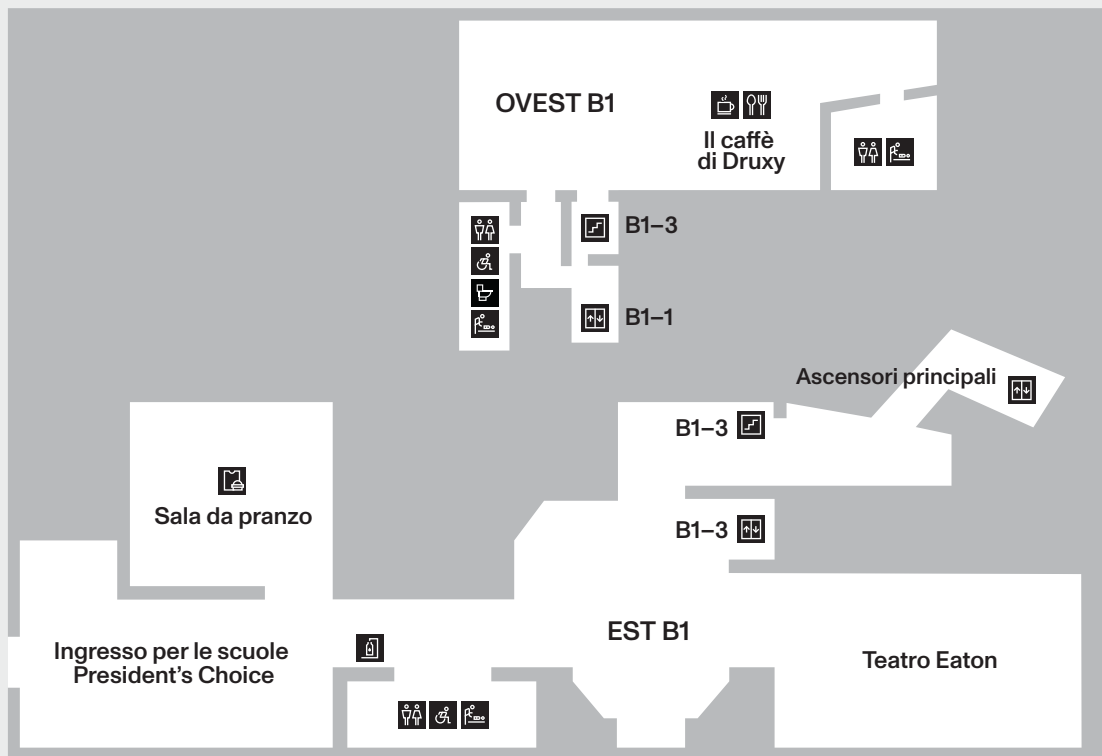 OVEST B1
Il caffè
di Druxy
B1–3
B1–1
Ascensori principali
B1–3
Sala da pranzo
B1–3
EST B1
Ingresso per le scuole
President's Choice
Teatro Eaton